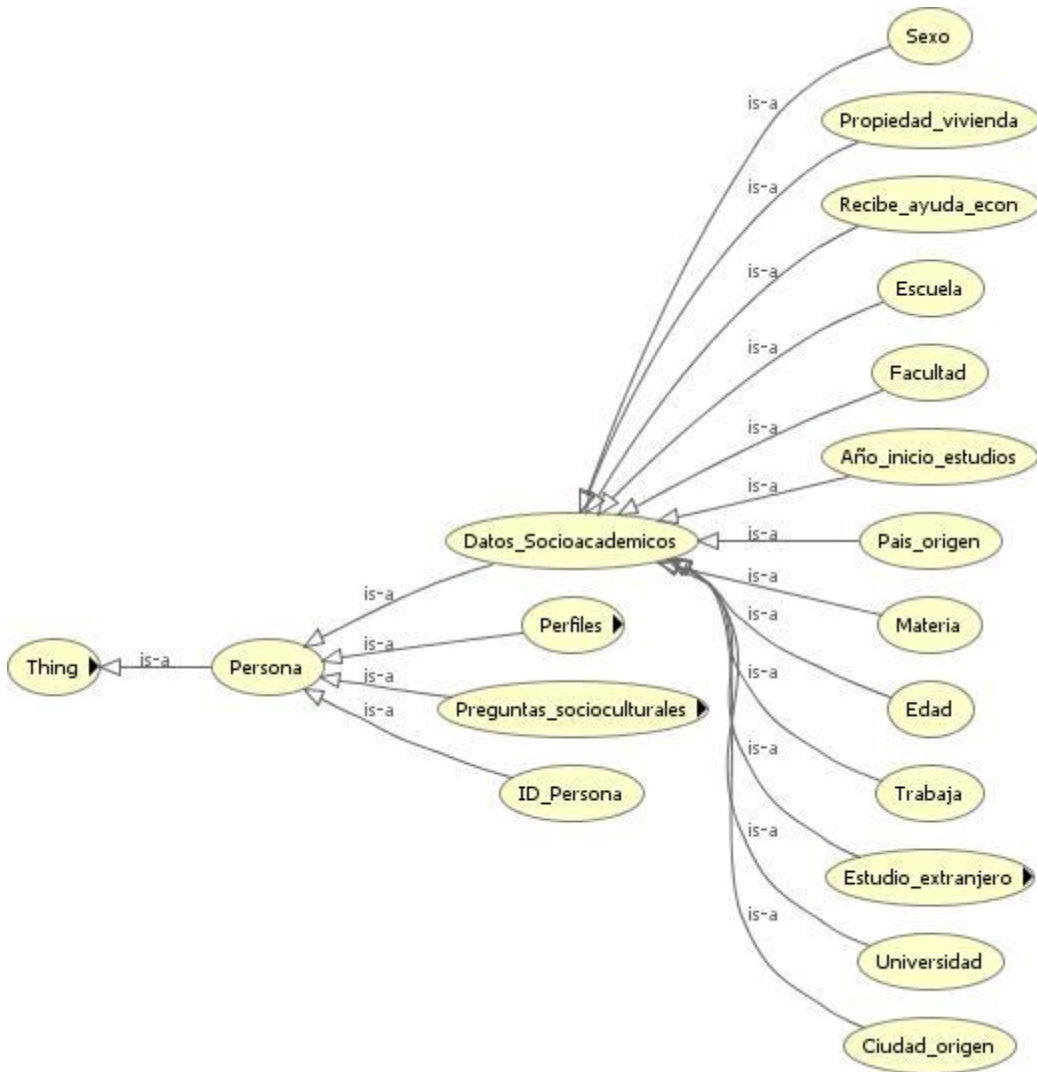 Sexo
is-a
Propiedad_vivienda
is-a
Recibe_ayuda_econ
is-a
Escuela
is-a
Facultad
is-a
Año_inicio_estudios
is-a
Datos_Socioacademicos
is-a
Pais_origen
is-a
Materia
is-a
is-a
Perfiles
is-a
Thing
is-a
Persona
is-a
Edad
is-a
Preguntas_socioculturales
is-a
ID_Persona
is-a
Trabaja
is-a
Estudio_extranjero
is-a
Universidad
is-a
Ciudad_origen